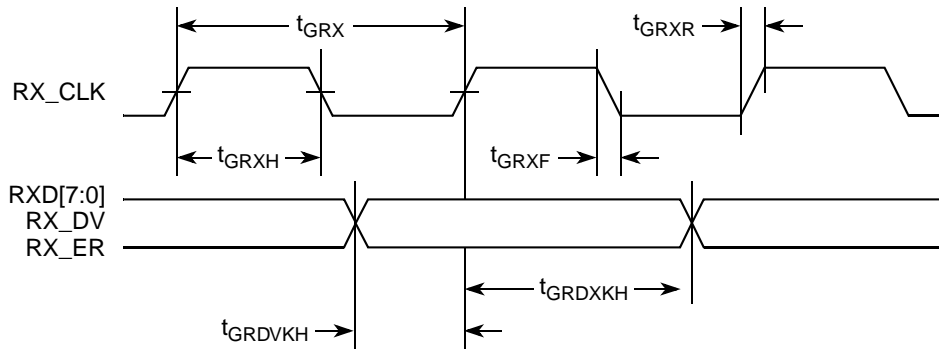 tGRX
tGRXR
RX_CLK
tGRXH
tGRXF
RXD[7:0]
RX_DV
RX_ER
tGRDXKH
tGRDVKH